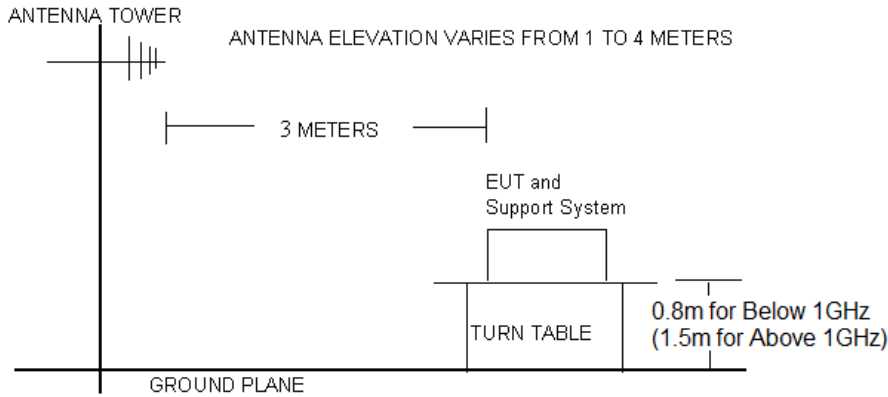 ANTENNA TOWER
ANTENNA ELEVATION VARIES FROM 1 TO 4 METERS
3 METERS
EUT and
Support System
0.8m for Below 1GHz
(1.5m for Above 1GHz)
TURN TABLE
GROUND PLANE